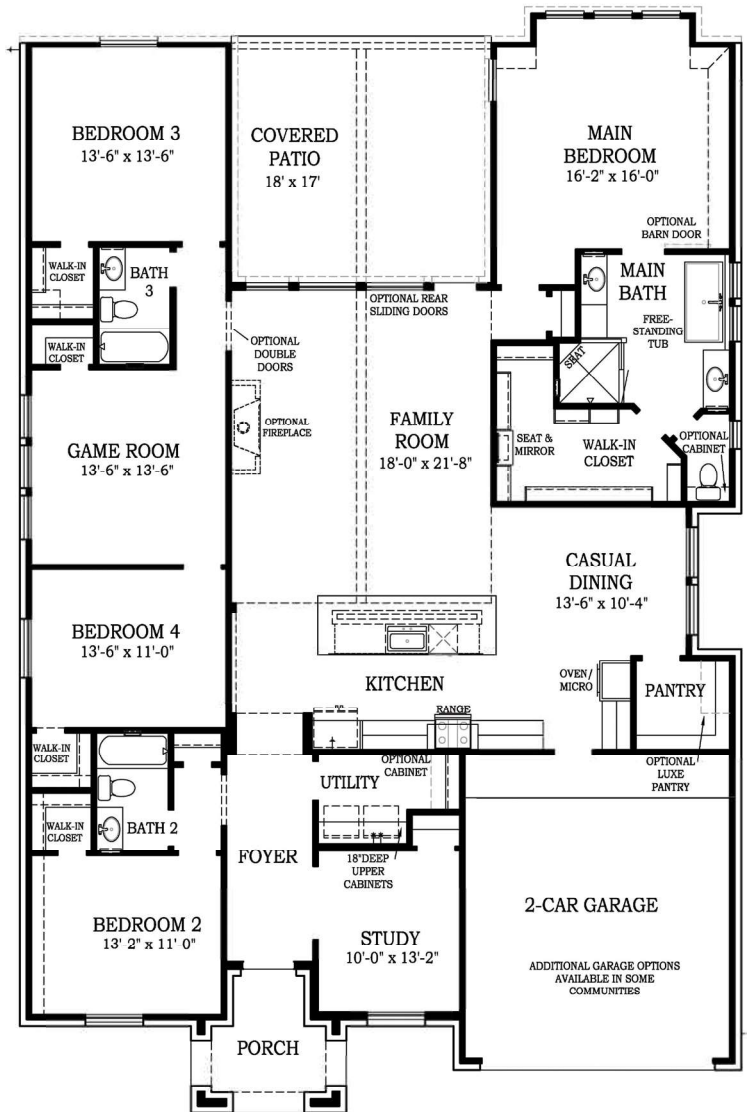 BEDROOM 3
13'-6" x 13'-6"
COVERED
PATIO
18' x 17'
MAIN
BEDROOM
16'-2" x 16'-0"
OPTIONAL
BARN DOOR
WALK-IN
CLOSET
BATH
3
MAIN
BATH
FREE-
STANDING
TUB
OPTIONAL REAR
SLIDING DOORS
WALK-IN
CLOSET
OPTIONAL
DOUBLE
DOORS
SEAT
OPTIONAL
FIREPLACE
FAMILY
ROOM
18'-0" x 21'-8"
GAME ROOM
13'-6" x 13'-6"
SEAT &
MIRROR
WALK-IN
CLOSET
OPTIONAL
CABINET
CASUAL
DINING
13'-6" x 10'-4"
BEDROOM 4
13'-6" x 11'-0"
KITCHEN
OVEN/
MICRO
PANTRY
RANGE
WALK-IN
CLOSET
UTILITY
OPTIONAL
CABINET
OPTIONAL
LUXE
PANTRY
WALK-IN
CLOSET
BATH 2
FOYER
18"DEEP
UPPER
CABINETS
BEDROOM 2
13' 2" x 11' 0"
STUDY
10'-0" x 13'-2"
2-CAR GARAGE
ADDITIONAL GARAGE OPTIONS
AVAILABLE IN SOME
COMMUNITIES
PORCH